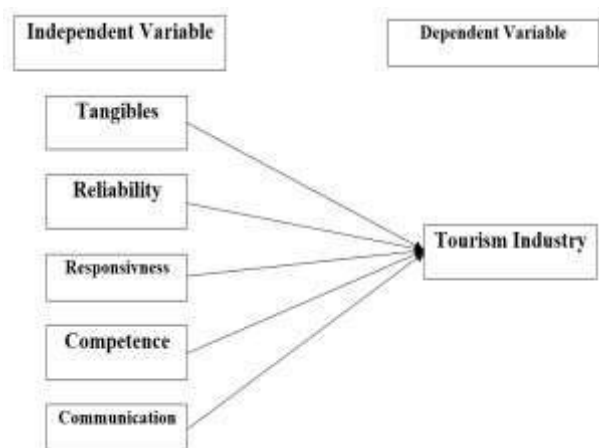 Independent Variable
Dependent Variable
Tangibles
Reliability
Tourism Industry
Responsivness
Competence
Communication